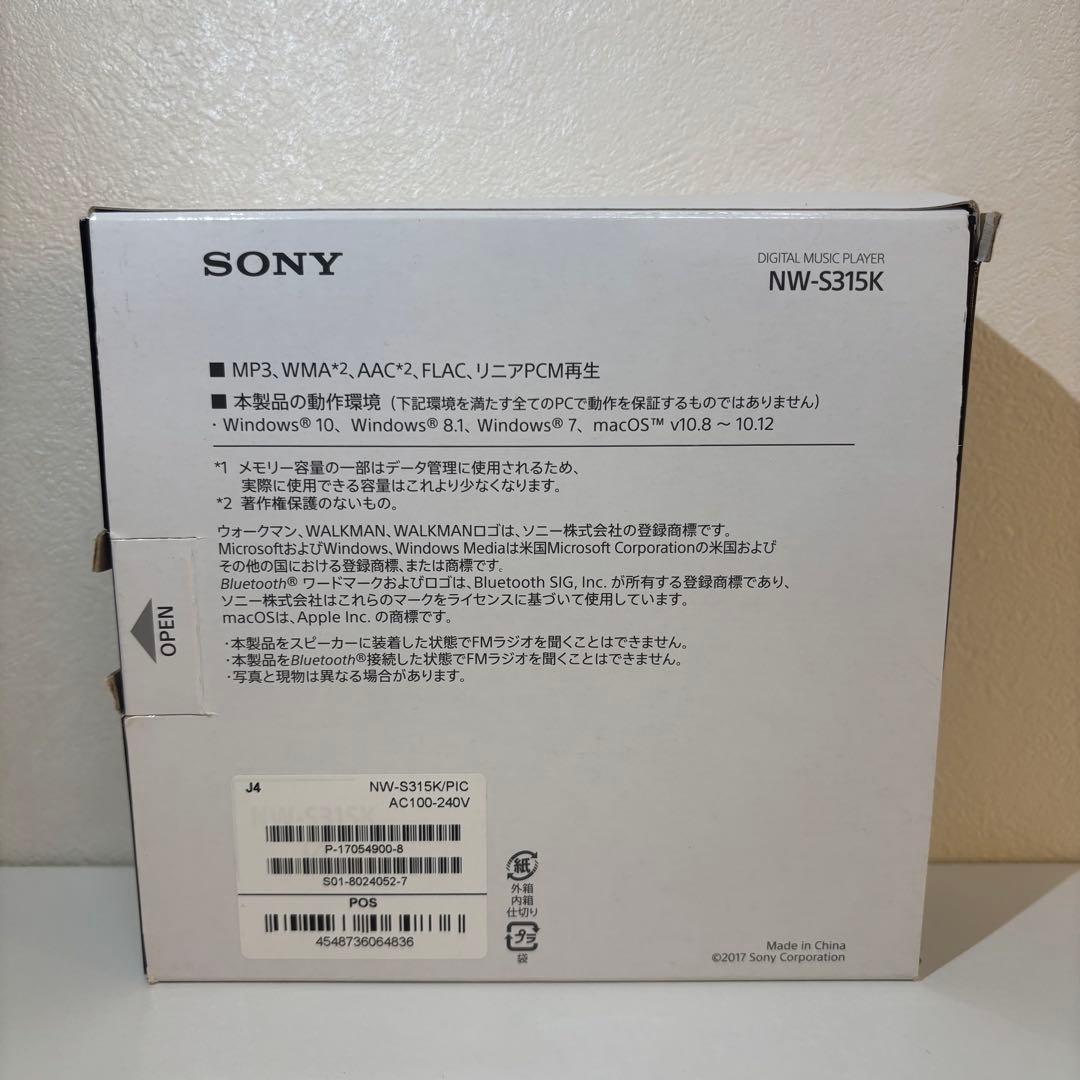 SONY
DIGITAL MUSIC PLAYER
NW-S315K
■ MP3、WMA*2、AAC*2、FLAC、リニアPCM再生
■ 本製品の動作環境（下記環境を満たす全てのPCで動作を保証するものではありません）
・Windows® 10、Windows® 8.1、Windows® 7、macOS™ v10.8 ～ 10.12
*1 メモリー容量の一部はデータ管理に使用されるため、
実際に使用できる容量はこれより少なくなります。
*2 著作権保護のないもの。
ウォークマン、WALKMAN、WALKMANロゴは、ソニー株式会社の登録商標です。
MicrosoftおよびWindows、Windows Mediaは米国Microsoft Corporationの米国および
その他の国における登録商標、または商標です。
Bluetooth® ワードマークおよびロゴは、Bluetooth SIG, Inc. が所有する登録商標であり、
ソニー株式会社はこれらのマークをライセンスに基づいて使用しています。
macOSは、Apple Inc. の商標です。
・本製品をスピーカーに装着した状態でFMラジオを聞くことはできません。
・本製品をBluetooth®接続した状態でFMラジオを聞くことはできません。
・写真と現物は異なる場合があります。
OPEN
J4
NW-S315K/PIC
AC100-240V
NW-S315K
P-17054900-8
S01-8024052-7
POS
4548736064836
紙
外箱
内箱
仕切り
プラ
袋
Made in China
©2017 Sony Corporation